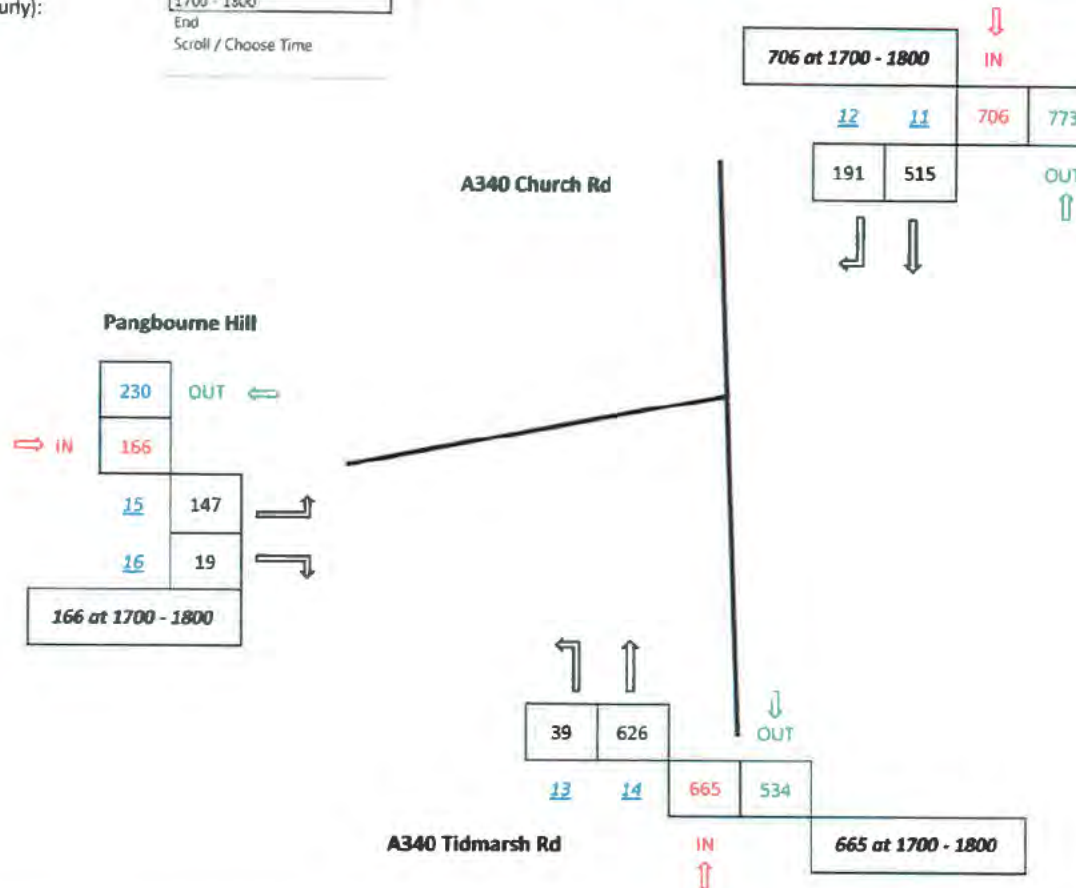 1700 - 1800
End
Scroll / Choose Time
706 at 1700 - 1800
IN
12 11 706 773
191 515
OUT
A340 Church Rd
Pangbourne Hill
230 OUT
IN 166
15 147
16 19
166 at 1700 - 1800
39 626
OUT
13 14 665 534
A340 Tidmarsh Rd
IN
665 at 1700 - 1800